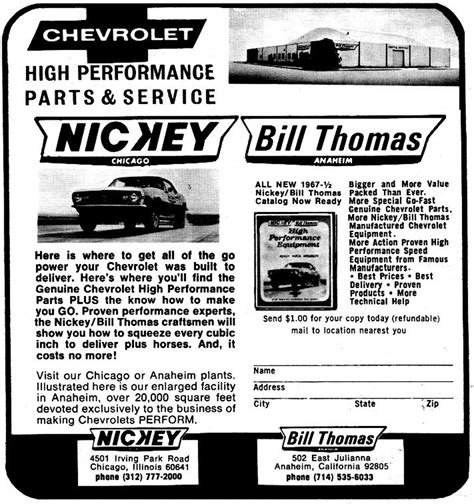 CHEVROLET
HIGH PERFORMANCE
PARTS & SERVICE
NICKEY
CHICAGO
Bill Thomas
ANAHEIM
Here is where to get all of the go
power your Chevrolet was built to
deliver. Here's where you'll find the
Genuine Chevrolet High Performance
Parts PLUS the know how to make
you GO. Proven performance experts,
the Nickey/Bill Thomas craftsmen will
show you how to squeeze every cubic
inch to deliver plus horses. And, it
costs no more!
Visit our Chicago or Anaheim plants.
Illustrated here is our enlarged facility
in Anaheim, over 20,000 square feet
devoted exclusively to the business of
making Chevrolets PERFORM.
ALL NEW 1967-½
Nickey/Bill Thomas
Catalog Now Ready
High
Performance
Equipment
Bigger and More Value
Packed Than Ever.
More Special Go-Fast
Genuine Chevrolet Parts.
More Nickey/Bill Thomas
Manufactured Chevrolet
Equipment.
More Action Proven High
Performance Speed
Equipment from Famous
Manufacturers.
• Best Prices • Best
Delivery • Proven
Products • More
Technical Help
Send $1.00 for your copy today (refundable)
mail to location nearest you
Name
Address
City State Zip
NICKEY
4501 Irving Park Road
Chicago, Illinois 60641
phone (312) 777-2000
Bill Thomas
502 East Julianna
Anaheim, California 92805
phone (714) 535-6033